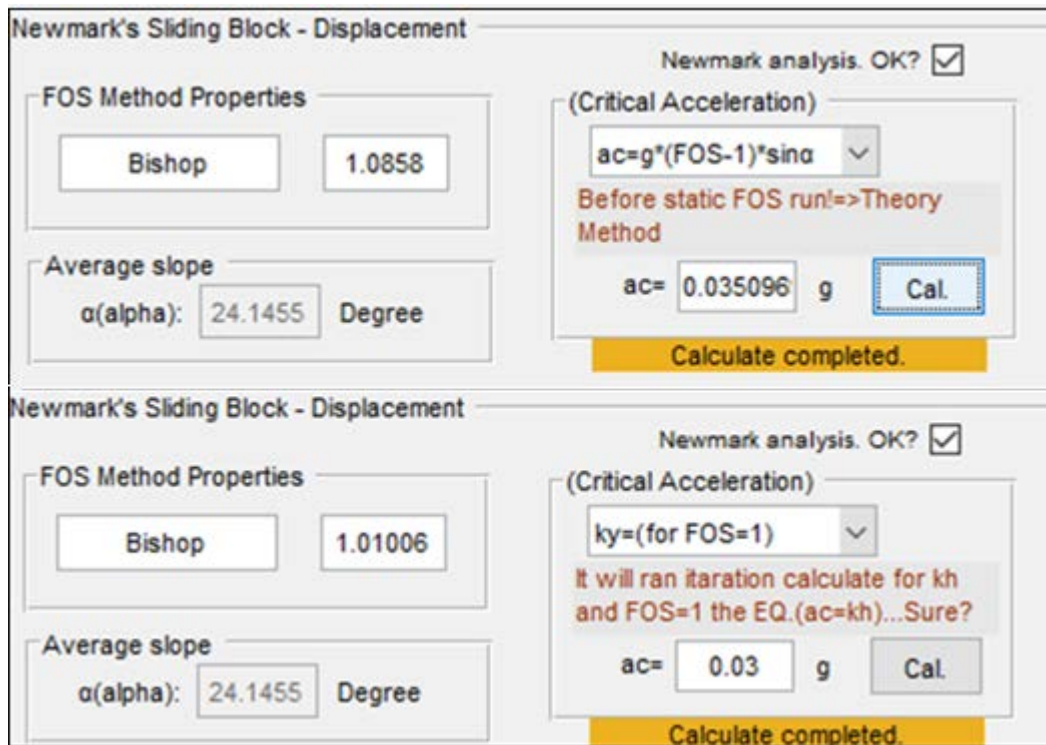 Newmark's Sliding Block - Displacement
Newmark analysis. OK?
FOS Method Properties
Bishop 1.0858
Average slope
α(alpha): 24.1455 Degree
(Critical Acceleration)
ac=g*(FOS-1)*sinα
Before static FOS run!=>Theory
Method
ac= 0.035096 g Cal.
Calculate completed.
Newmark's Sliding Block - Displacement
Newmark analysis. OK?
FOS Method Properties
Bishop 1.01006
Average slope
α(alpha): 24.1455 Degree
(Critical Acceleration)
ky=(for FOS=1)
It will ran itaration calculate for kh
and FOS=1 the EQ.(ac=kh)...Sure?
ac= 0.03 g Cal.
Calculate completed.